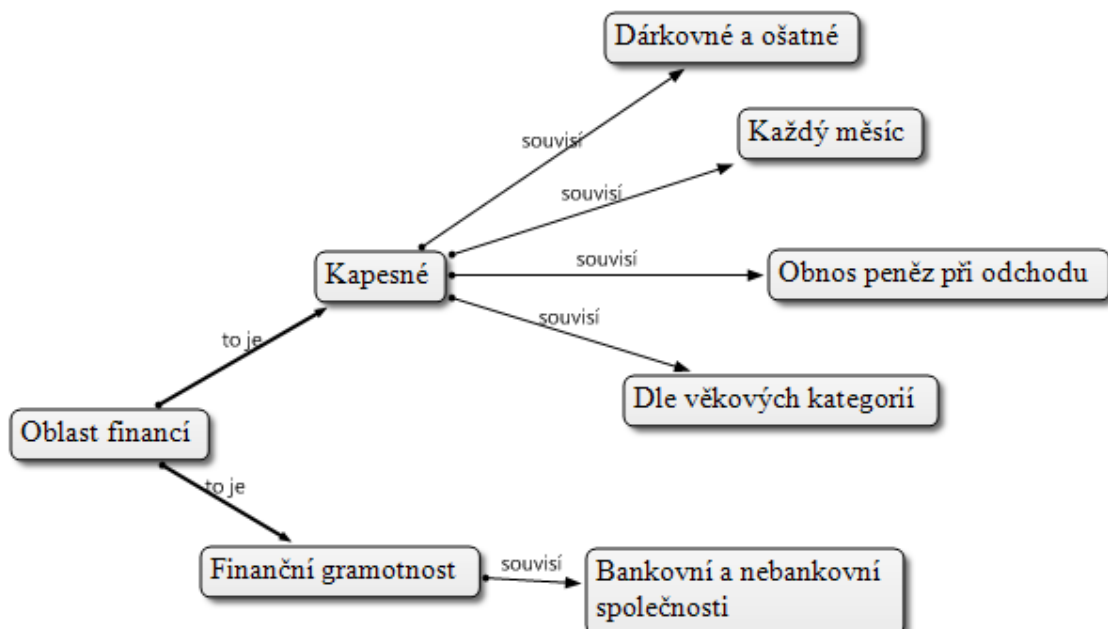 Dárkovné a ošatné
souvisí
Každý měsíc
souvisí
Kapesné
souvisí
Obnos peněz při odchodu
souvisí
to je
Dle věkových kategorií
Oblast financí
to je
Finanční gramotnost
souvisí
Bankovní a nebankovní
společnosti